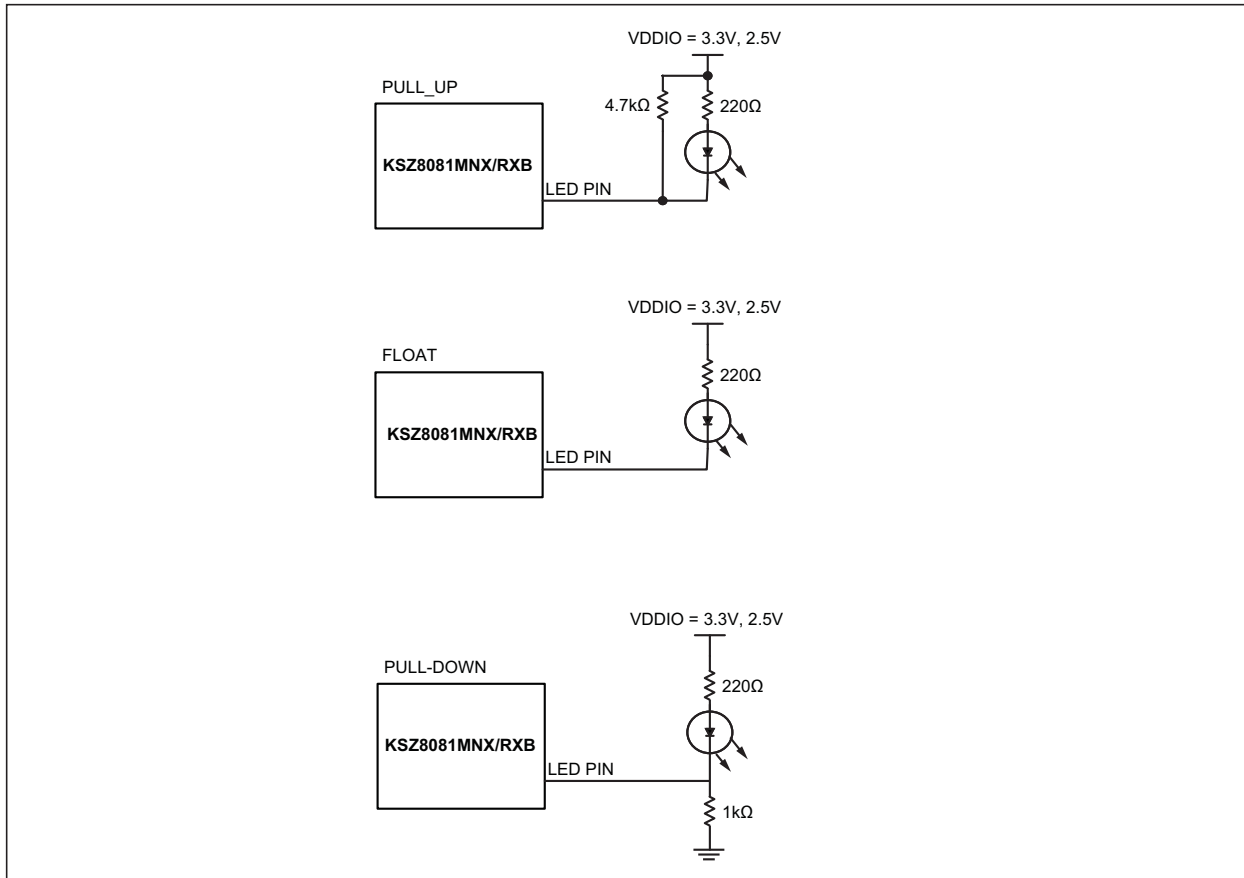 VDDIO = 3.3V, 2.5V
PULL_UP
4.7kΩ
220Ω
KSZ8081MNX/RXB
LED PIN
VDDIO = 3.3V, 2.5V
FLOAT
220Ω
KSZ8081MNX/RXB
LED PIN
VDDIO = 3.3V, 2.5V
PULL-DOWN
220Ω
KSZ8081MNX/RXB
LED PIN
1kΩ